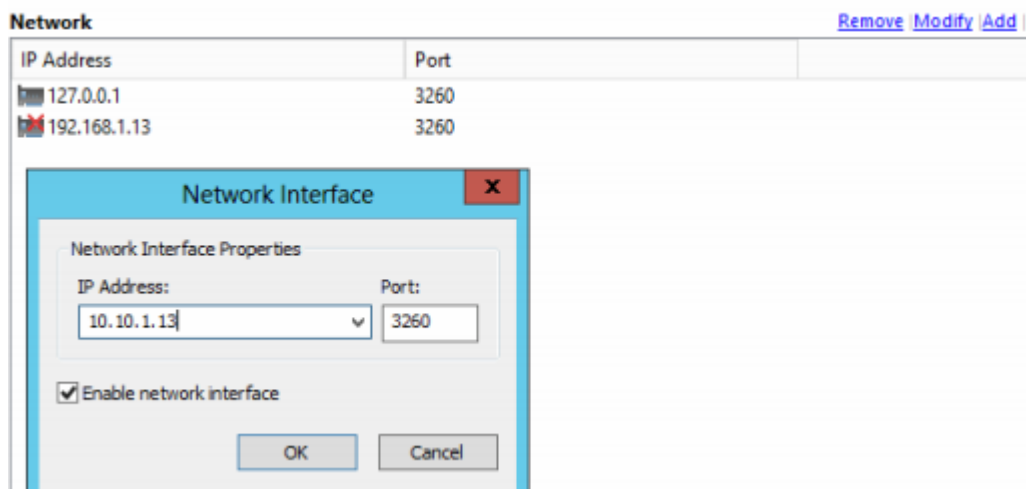 Network Remove | Modify | Add |
IP Address Port
127.0.0.1 3260
192.168.1.13 3260
Network Interface x
Network Interface Properties
IP Address: Port:
10.10.1.13 3260
Enable network interface
OK Cancel